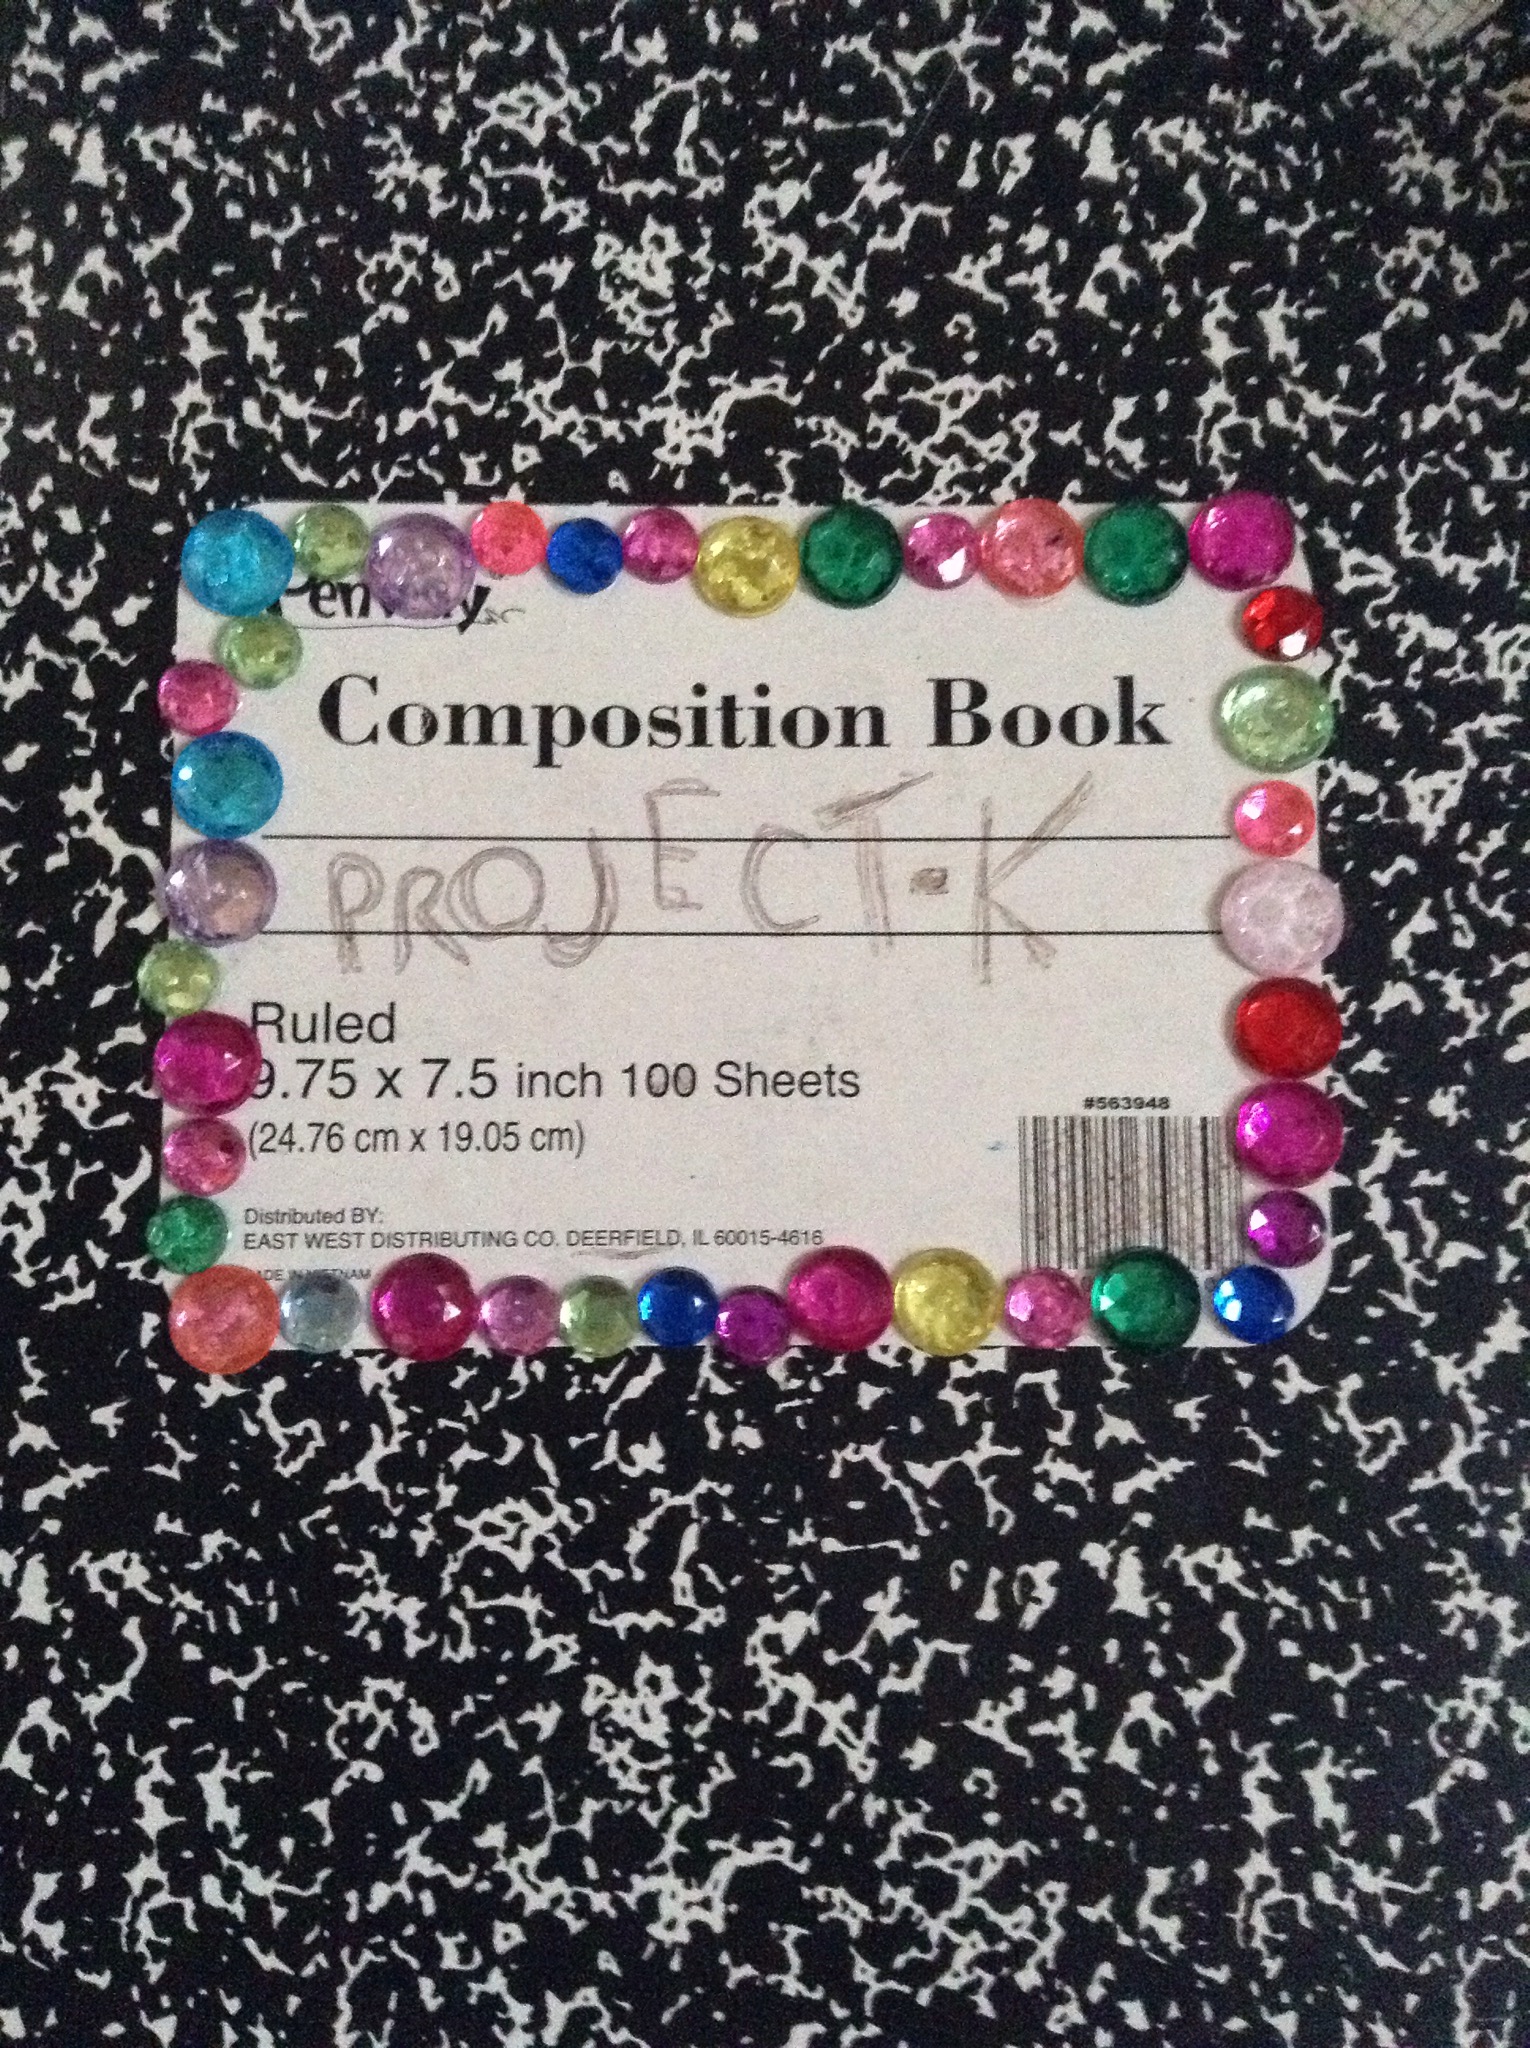 Composition Book
PROJECT-K
Ruled
9.75 x 7.5 inch 100 Sheets
(24.76 cm x 19.05 cm)
#563948
Distributed BY:
EAST WEST DISTRIBUTING CO. DEERFIELD, IL 60015-4616